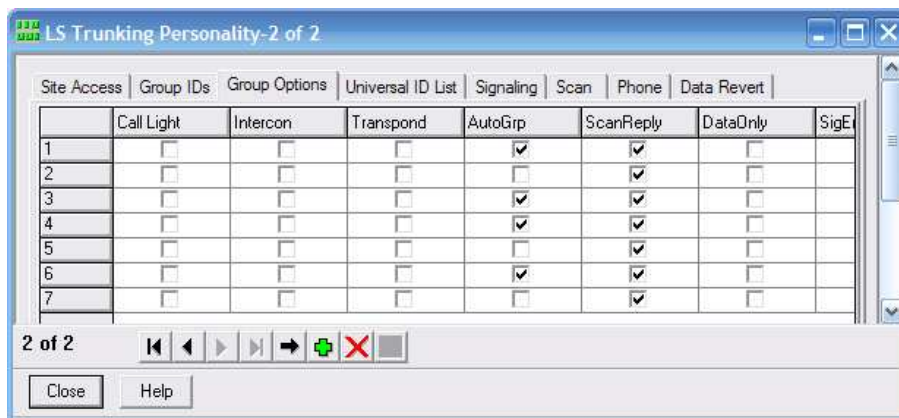 LS Trunking Personality-2 of 2
Site Access Group IDs Group Options Universal ID List Signaling Scan Phone Data Revert
Call Light Intercon Transpond AutoGrp ScanReply DataOnly
1
2
3
4
5
6
7
2 of 2
Close Help